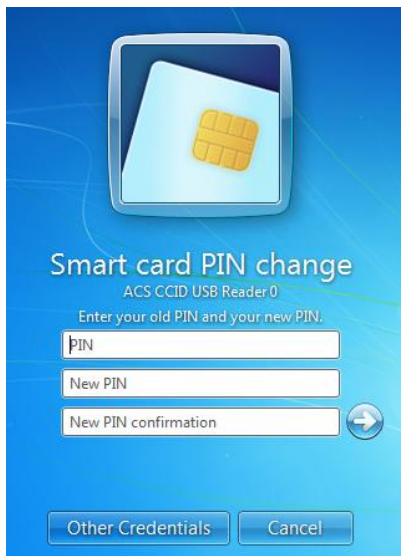 Smart card PIN change
ACS CCID USB Reader 0
Enter your old PIN and your new PIN.
PIN
New PIN
New PIN confirmation
Other Credentials
Cancel